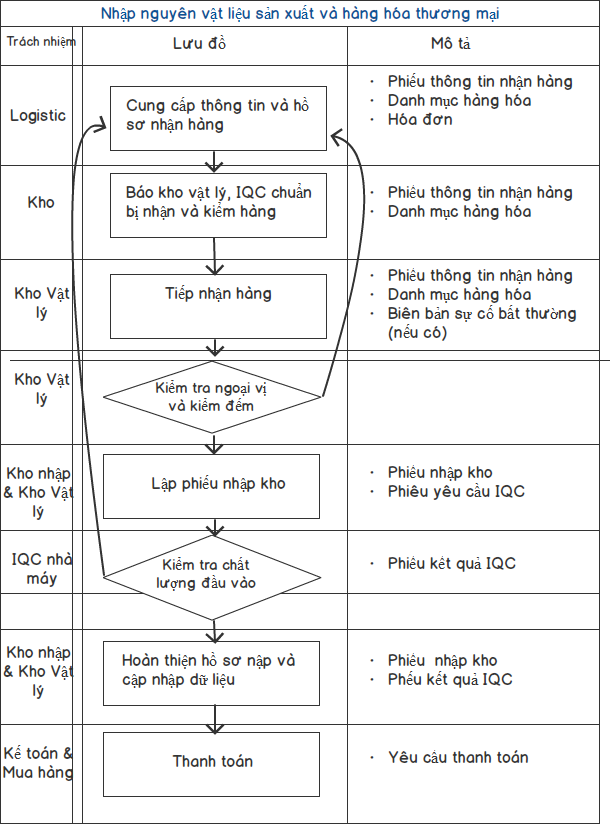 Nhập nguyên vật liệu sản xuất và hàng hóa thương mại
Trách nhiệm
Lưu đồ
Mô tả
Logistic
Cung cấp thông tin và hồ
sơ nhận hàng
· Phiếu thông tin nhận hàng
· Danh mục hàng hóa
· Hóa đơn
Kho
Báo kho vật lý, IQC chuẩn
bị nhận và kiểm hàng
· Phiếu thông tin nhận hàng
· Danh mục hàng hóa
Kho Vật
lý
Tiếp nhận hàng
· Phiếu thông tin nhận hàng
· Danh mục hàng hóa
· Biên bản sự cố bất thường
(nếu có)
Kho Vật
lý
Kiểm tra ngoại vị
và kiểm đếm
Kho nhập
& Kho Vật
lý
Lập phiếu nhập kho
· Phiếu nhập kho
· Phiêu yêu cầu IQC
IQC nhà
máy
Kiểm tra chất
lượng đầu vào
· Phiếu kết quả IQC
Kho nhập
& Kho Vật
lý
Hoàn thiện hồ sơ nập và
cập nhập dữ liệu
· Phiếu nhập kho
· Phếu kết quả IQC
Kế toán &
Mua hàng
Thanh toán
· Yêu cầu thanh toán